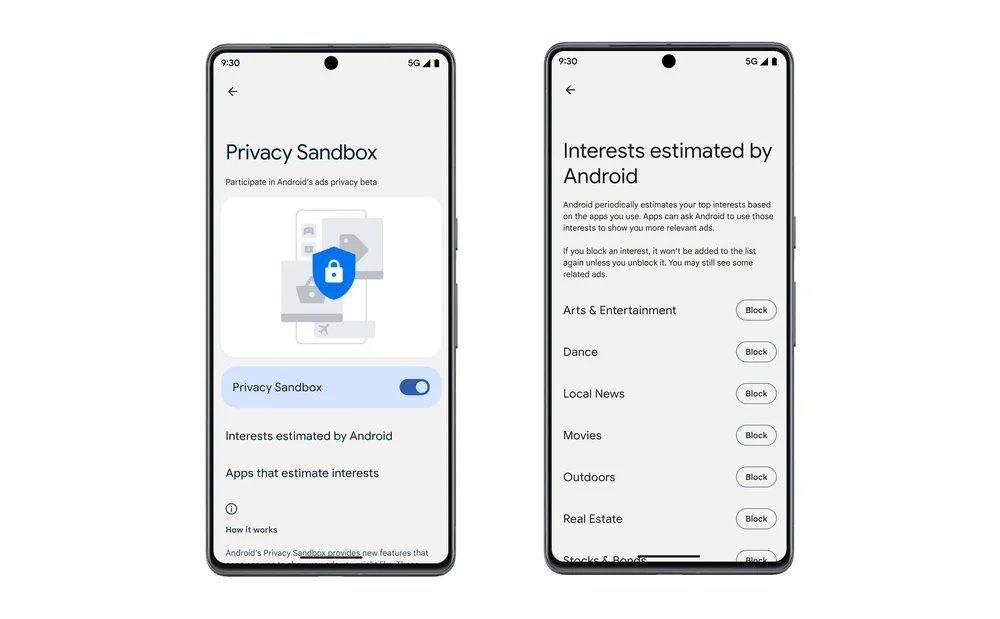 9:30
5G
Privacy Sandbox
Participate in Android's ads privacy beta
Privacy Sandbox
Interests estimated by Android
Apps that estimate interests
How it works
Android's Privacy Sandbox provides new features that
9:30
5G
Interests estimated by
Android
Android periodically estimates your top interests based
on the apps you use. Apps can ask Android to use those
interests to show you more relevant ads.
If you block an interest, it won't be added to the list
again unless you unblock it. You may still see some
related ads.
Arts & Entertainment
Block
Dance
Block
Local News
Block
Movies
Block
Outdoors
Block
Real Estate
Block
Stocks & Bonds
Block